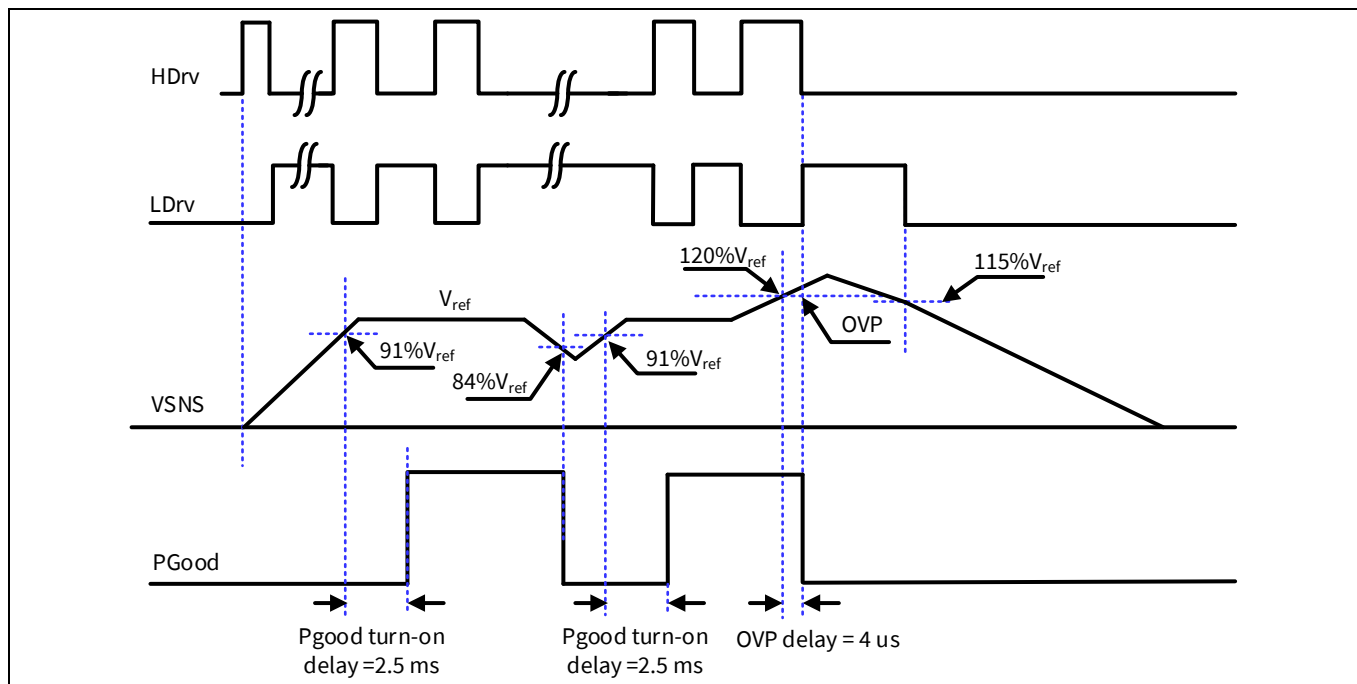 HDrv
LDrv
120%Vref
115%Vref
Vref
OVP
91%Vref
84%Vref
91%Vref
VSNS
PGood
Pgood turn-on
delay =2.5 ms
Pgood turn-on
delay =2.5 ms
OVP delay = 4 us